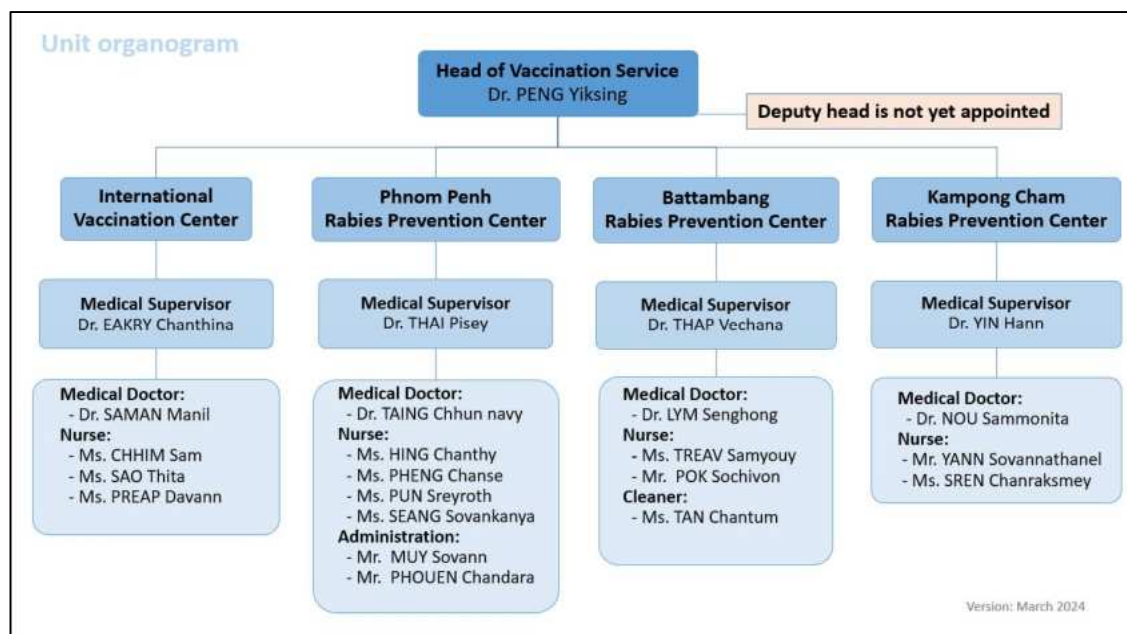 Unit organogram
Head of Vaccination Service
Dr. PENG Yiksing
Deputy head is not yet appointed
International
Vaccination Center
Medical Supervisor
Dr. EAKRY Chanthina
Medical Doctor:
- Dr. SAMAN Manil
Nurse:
- Ms. CHHIM Sam
- Ms. SAO Thita
- Ms. PREAP Davann
Phnom Penh
Rabies Prevention Center
Medical Supervisor
Dr. THAI Pisey
Medical Doctor:
- Dr. TAING Chhun navy
Nurse:
- Ms. HING Chanthy
- Ms. PHENG Chanse
- Ms. PUN Sreyroth
- Ms. SEANG Sovankanya
Administration:
- Mr. MUY Sovann
- Mr. PHOUEN Chandara
Battambang
Rabies Prevention Center
Medical Supervisor
Dr. THAP Vechana
Medical Doctor:
- Dr. LYM Senghong
Nurse:
- Ms. TREAV Samyouy
- Mr. POK Sochivon
Cleaner:
- Ms. TAN Chantum
Kampong Cham
Rabies Prevention Center
Medical Supervisor
Dr. YIN Hann
Medical Doctor:
- Dr. NOU Sammonita
Nurse:
- Mr. YANN Sovannathanel
- Ms. SREN Chanraksmey
Version: March 2024